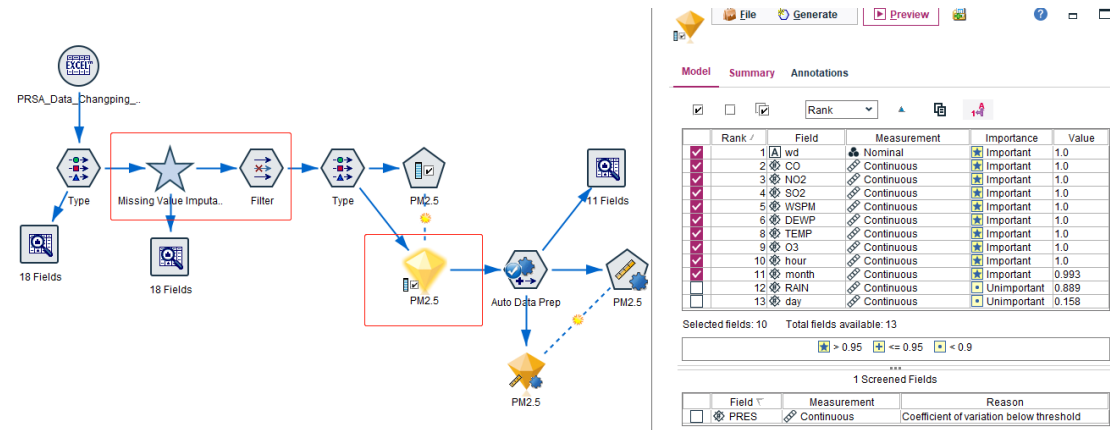 EXCEL
PRSA_Data_Changping_..
Type
Missing Value Imputa..
Filter
Type
PM2.5
11 Fields
18 Fields
18 Fields
PM2.5
Auto Data Prep
PM2.5
PM2.5
File Generate Preview ?
Model Summary Annotations
Rank
Rank Field Measurement Importance Value
1 A wd Nominal Important 1.0
2 CO Continuous Important 1.0
3 NO2 Continuous Important 1.0
4 SO2 Continuous Important 1.0
5 WSPM Continuous Important 1.0
6 DEWP Continuous Important 1.0
8 TEMP Continuous Important 1.0
9 O3 Continuous Important 1.0
10 hour Continuous Important 1.0
11 month Continuous Important 0.993
12 RAIN Continuous Unimportant 0.889
13 day Continuous Unimportant 0.158
Selected fields: 10 Total fields available: 13
> 0.95 <= 0.95 < 0.9
1 Screened Fields
Field Measurement Reason
PRES Continuous Coefficient of variation below threshold